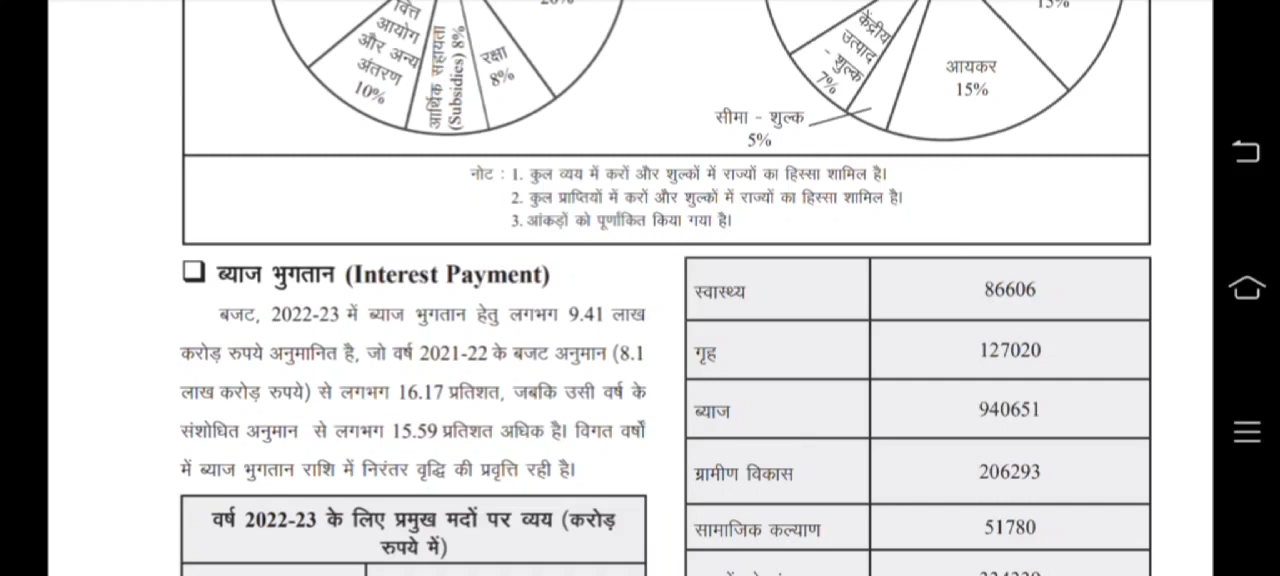 वित्त
आयोग
और अन्य
अंतरण
10%
आर्थिक सहायता
(Subsidies) 8%
रक्षा
8%
केंद्रीय
उत्पाद
- शुल्क
7%
सीमा - शुल्क
5%
आयकर
15%
15%
नोट : 1. कुल व्यय में करों और शुल्कों में राज्यों का हिस्सा शामिल है।
2. कुल प्राप्तियों में करों और शुल्कों में राज्यों का हिस्सा शामिल है।
3. आंकड़ों को पूर्णांकित किया गया है।
❑ ब्याज भुगतान (Interest Payment)
बजट, 2022-23 में ब्याज भुगतान हेतु लगभग 9.41 लाख
करोड़ रुपये अनुमानित है, जो वर्ष 2021-22 के बजट अनुमान (8.1
लाख करोड़ रुपये) से लगभग 16.17 प्रतिशत, जबकि उसी वर्ष के
संशोधित अनुमान से लगभग 15.59 प्रतिशत अधिक है। विगत वर्षों
में ब्याज भुगतान राशि में निरंतर वृद्धि की प्रवृत्ति रही है।
वर्ष 2022-23 के लिए प्रमुख मदों पर व्यय (करोड़
रुपये में)
स्वास्थ्य 86606
गृह 127020
ब्याज 940651
ग्रामीण विकास 206293
सामाजिक कल्याण 51780